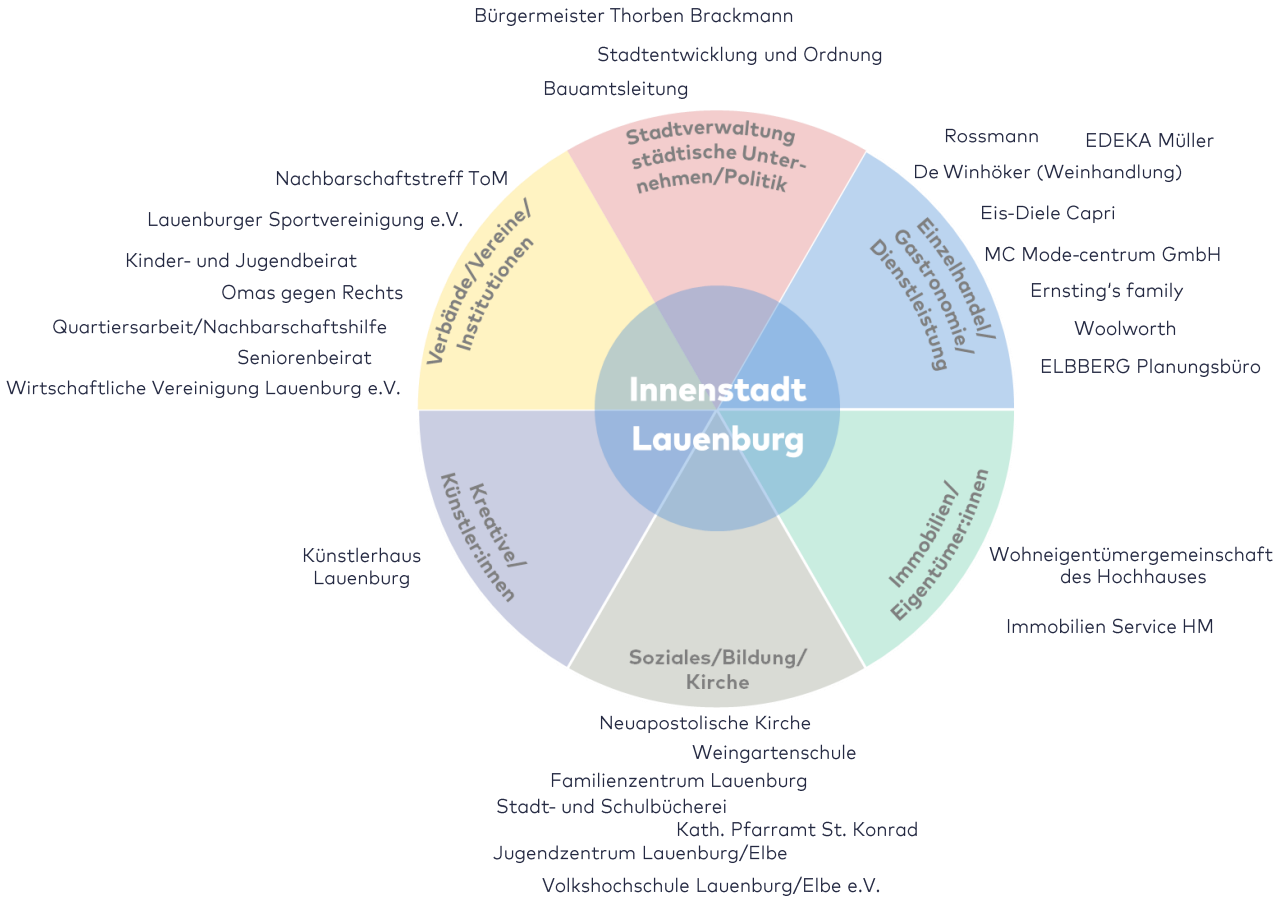 Bürgermeister Thorben Brackmann
Stadtentwicklung und Ordnung
Bauamtsleitung
Stadtverwaltung
städtische Unter-
nehmen/Politik
Rossmann
EDEKA Müller
De Winhöker (Weinhandlung)
Eis-Diele Capri
MC Mode-centrum GmbH
Ernsting‘s family
Woolworth
ELBBERG Planungsbüro
Einzelhandel/
Gastronomie/
Dienstleistung
Nachbarschaftstreff ToM
Lauenburger Sportvereinigung e.V.
Kinder- und Jugendbeirat
Omas gegen Rechts
Quartiersarbeit/Nachbarschaftshilfe
Seniorenbeirat
Wirtschaftliche Vereinigung Lauenburg e.V.
Verbände/Vereine/
Institutionen
Innenstadt
Lauenburg
Kreative/
Künstler:innen
Künstlerhaus
Lauenburg
Immobilien/
Eigentümer:innen
Wohneigentümergemeinschaft
des Hochhauses
Immobilien Service HM
Soziales/Bildung/
Kirche
Neuapostolische Kirche
Weingartenschule
Familienzentrum Lauenburg
Stadt- und Schulbücherei
Kath. Pfarramt St. Konrad
Jugendzentrum Lauenburg/Elbe
Volkshochschule Lauenburg/Elbe e.V.